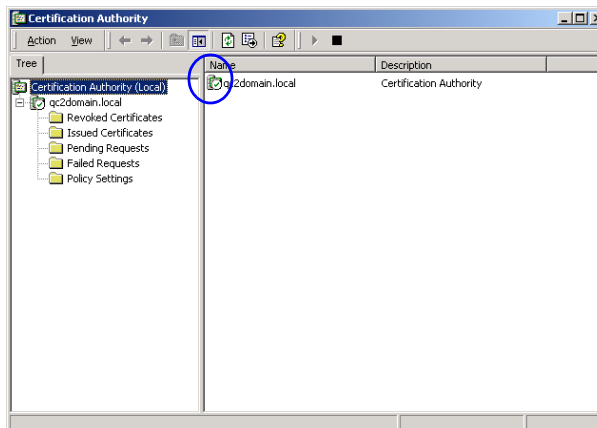 Certification Authority
Action View
Tree
Name Description
Certification Authority (Local)
qc2domain.local
Revoked Certificates
Issued Certificates
Pending Requests
Failed Requests
Policy Settings
qc2domain.local Certification Authority